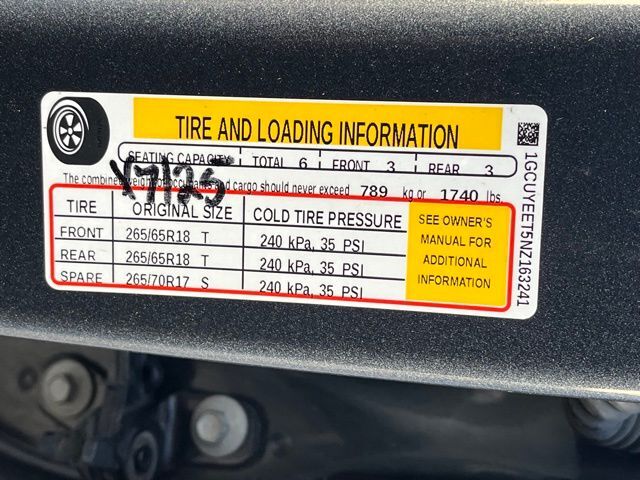 TIRE AND LOADING INFORMATION
SEATING CAPACITY TOTAL 6 FRONT 3 REAR 3
The combined weight of occupants and cargo should never exceed 789 kg or 1740 lbs.
TIRE ORIGINAL SIZE COLD TIRE PRESSURE
FRONT 265/65R18 T 240 kPa, 35 PSI
REAR 265/65R18 T 240 kPa, 35 PSI
SPARE 265/70R17 S 240 kPa, 35 PSI
SEE OWNER'S
MANUAL FOR
ADDITIONAL
INFORMATION
1GCUYEET5NZ163241